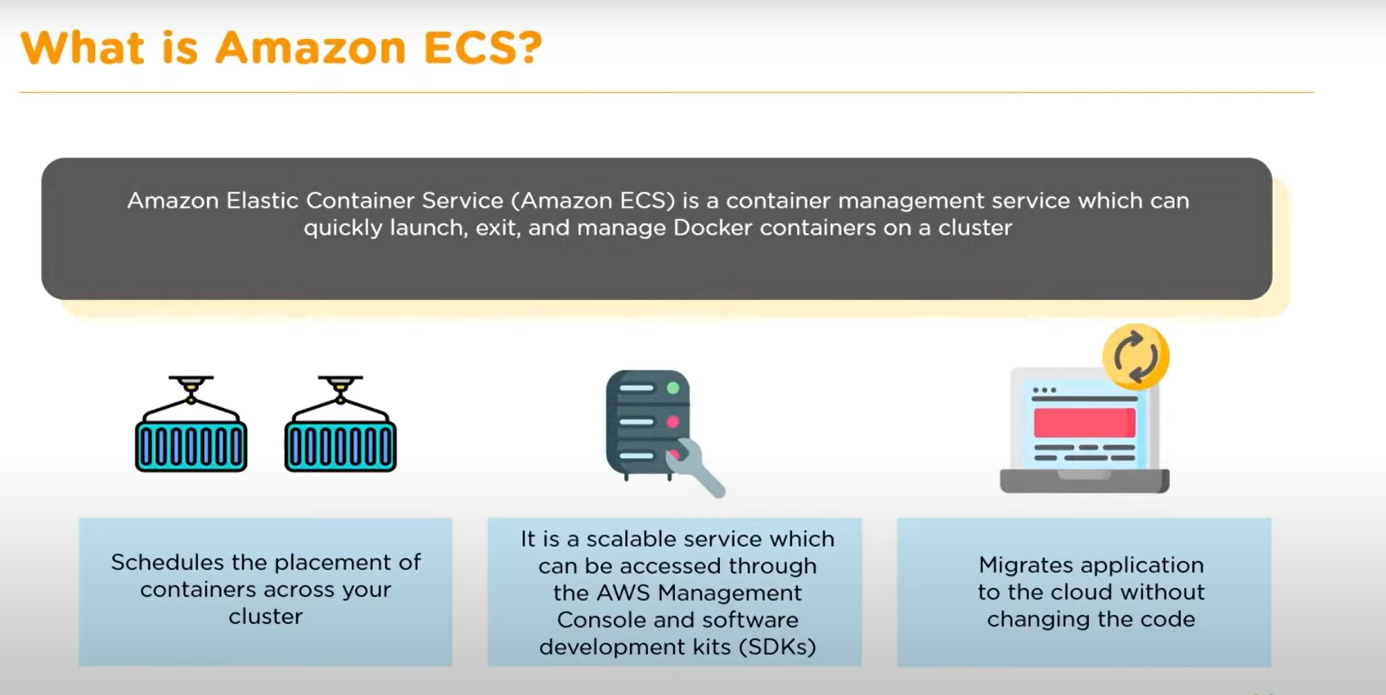 What is Amazon ECS?
Amazon Elastic Container Service (Amazon ECS) is a container management service which can
quickly launch, exit, and manage Docker containers on a cluster
Schedules the placement of
containers across your
cluster
It is a scalable service which
can be accessed through
the AWS Management
Console and software
development kits (SDKs)
Migrates application
to the cloud without
changing the code